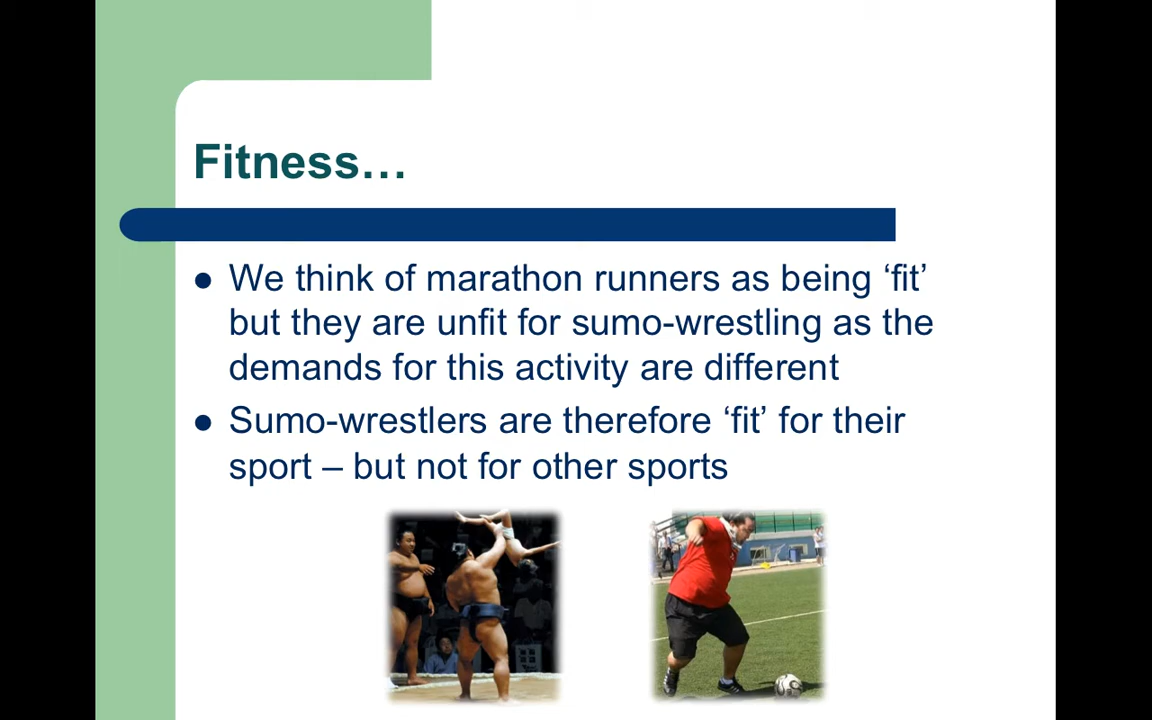 Fitness…
We think of marathon runners as being ‘fit’
but they are unfit for sumo-wrestling as the
demands for this activity are different
Sumo-wrestlers are therefore ‘fit’ for their
sport – but not for other sports